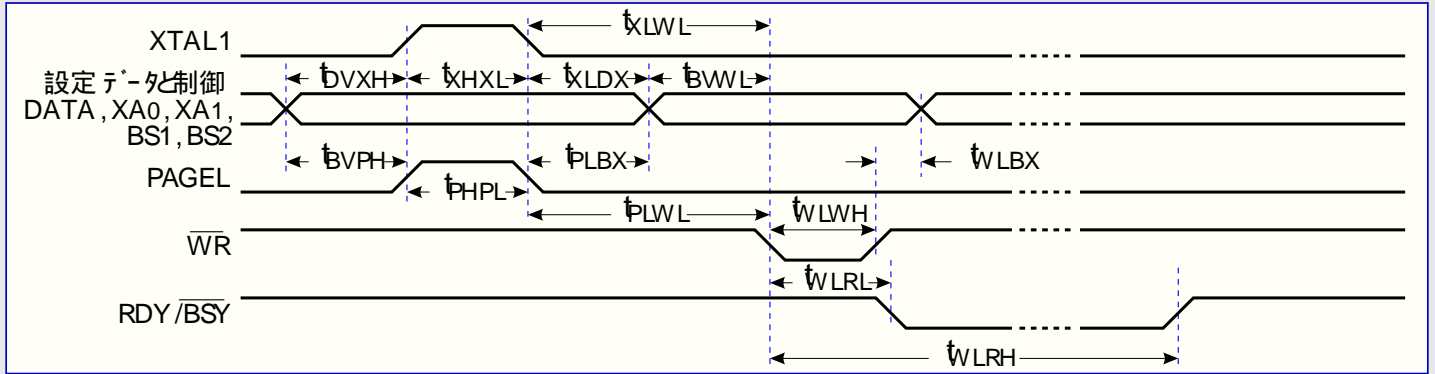 tXLWL
XTAL1
設定データと制御
tDVXH tXHXL tXLDX tBVWL
DATA, XA0, XA1,
BS1, BS2
tBVPH tPLBX tWLBX
PAGEL
tPHPL
tPLWL tWLWH
WR
tWLRL
RDY/BSY
tWLRH